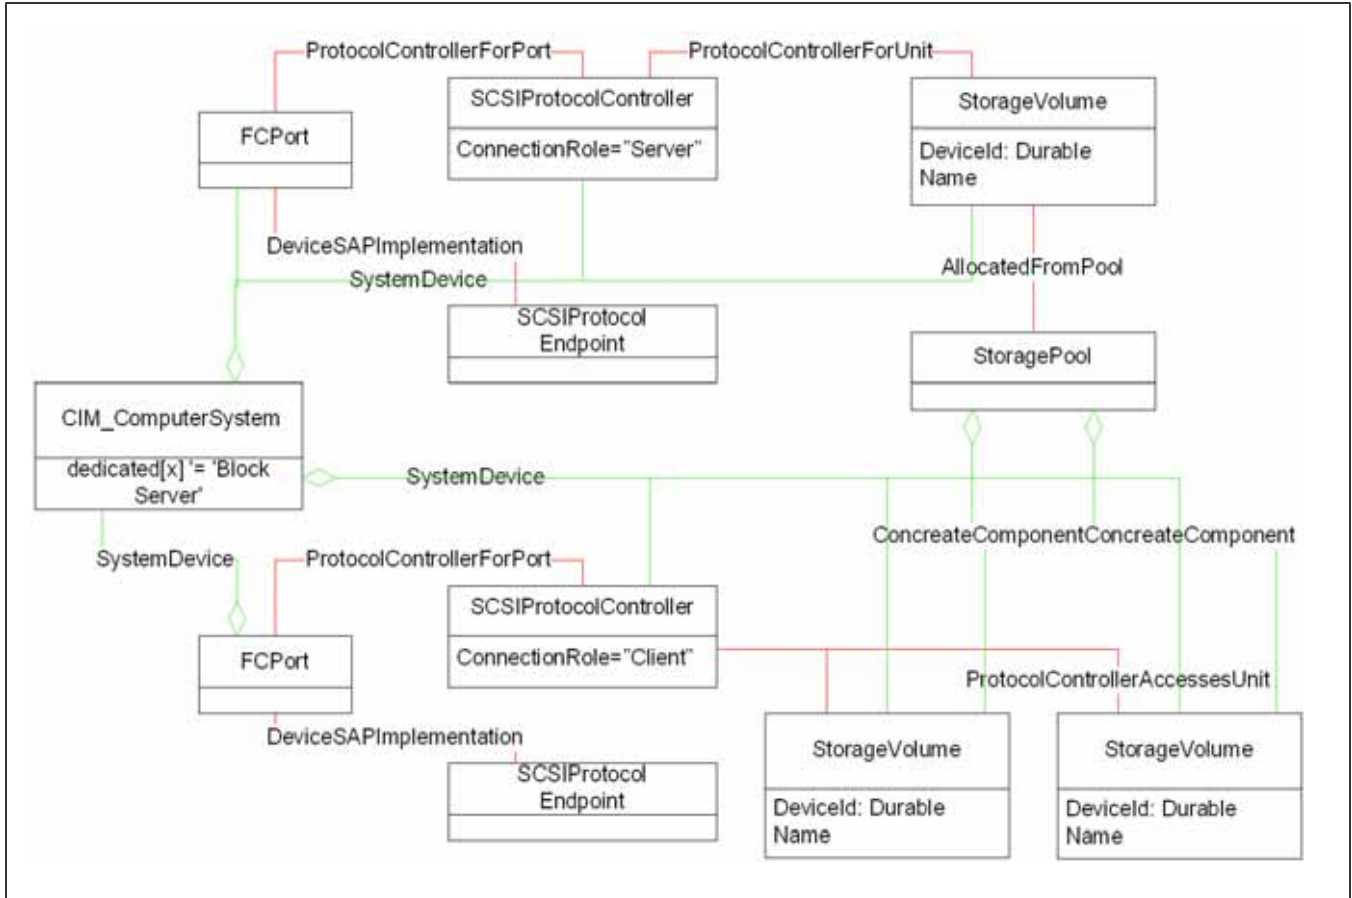 ProtocolControllerForPort
ProtocolControllerForUnit
SCSIProtocolController
ConnectionRole="Server"
StorageVolume
DeviceId: Durable
Name
FCPort
DeviceSAPImplementation
SystemDevice
AllocatedFromPool
SCSIProtocol
Endpoint
StoragePool
CIM_ComputerSystem
dedicated[x] '= 'Block
Server'
SystemDevice
ConcreateComponentConcreateComponent
SystemDevice
ProtocolControllerForPort
SCSIProtocolController
ConnectionRole="Client"
FCPort
ProtocolControllerAccessesUnit
DeviceSAPImplementation
SCSIProtocol
Endpoint
StorageVolume
DeviceId: Durable
Name
StorageVolume
DeviceId: Durable
Name